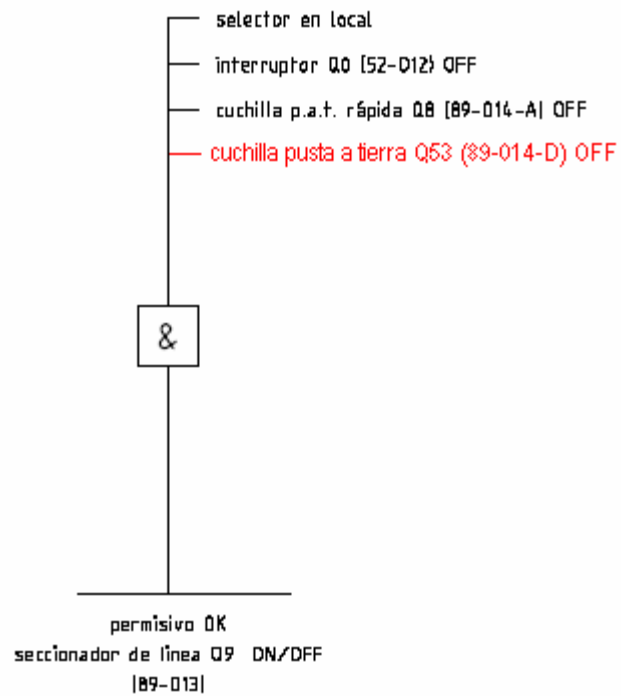 selector en local
interruptor Q0 (52-D12) OFF
cuchilla p.a.t. rápida Q8 (89-014-A) OFF
cuchilla pusta a tierra Q53 (89-014-D) OFF
&
permisivo OK
seccionador de línea Q9 ON/OFF
(89-013)